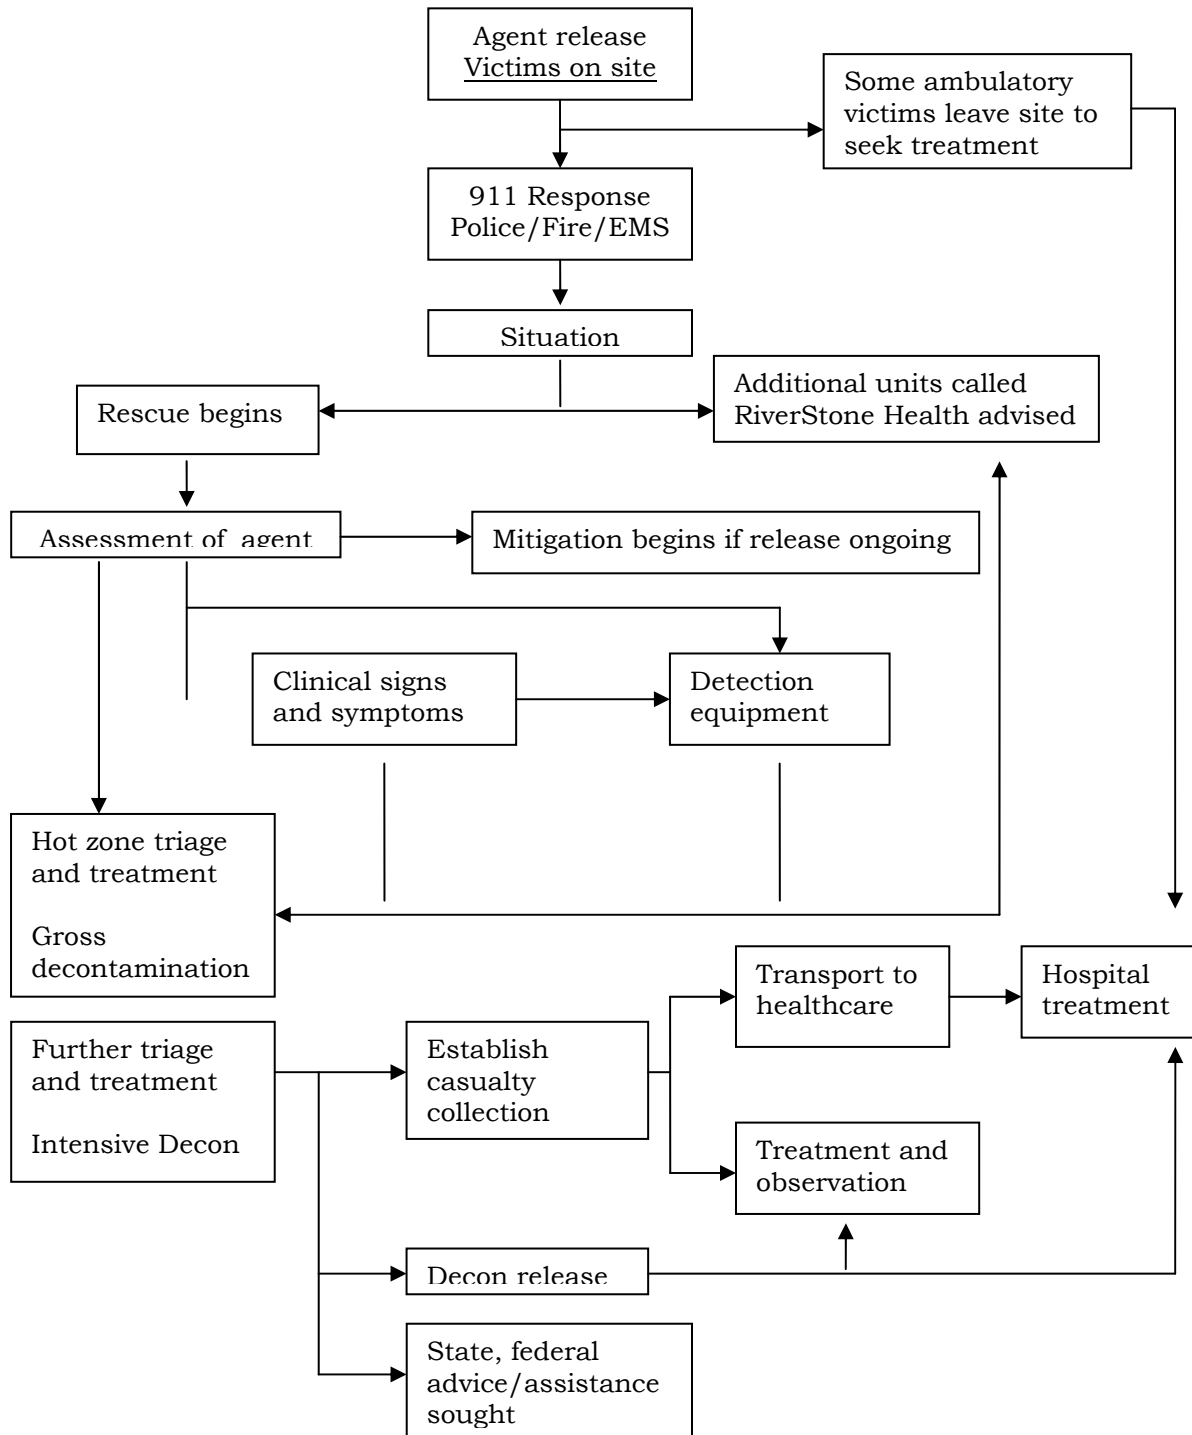 Agent release
Victims on site
Some ambulatory
victims leave site to
seek treatment
911 Response
Police/Fire/EMS
Situation
Additional units called
RiverStone Health advised
Rescue begins
Assessment of agent
Mitigation begins if release ongoing
Clinical signs
and symptoms
Detection
equipment
Hot zone triage
and treatment
Gross
decontamination
Transport to
healthcare
Hospital
treatment
Further triage
and treatment
Intensive Decon
Establish
casualty
collection
Treatment and
observation
Decon release
State, federal
advice/assistance
sought